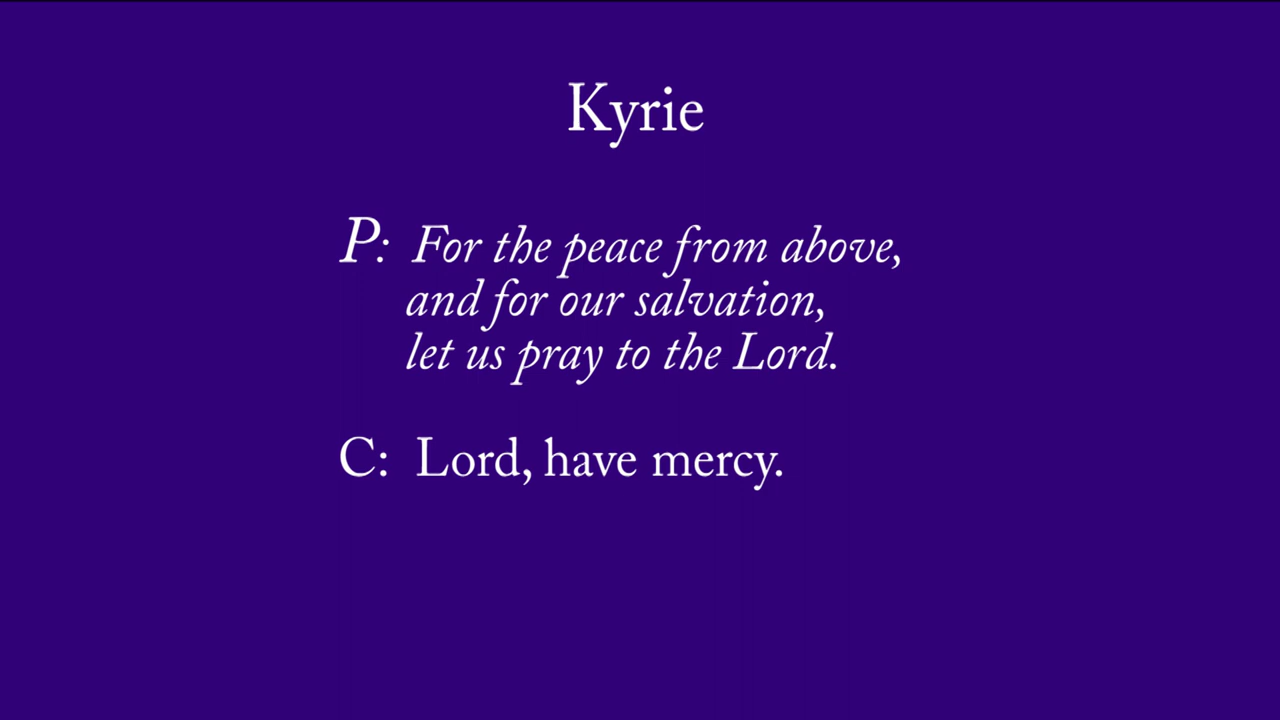 Kyrie
P: For the peace from above,
and for our salvation,
let us pray to the Lord.
C: Lord, have mercy.